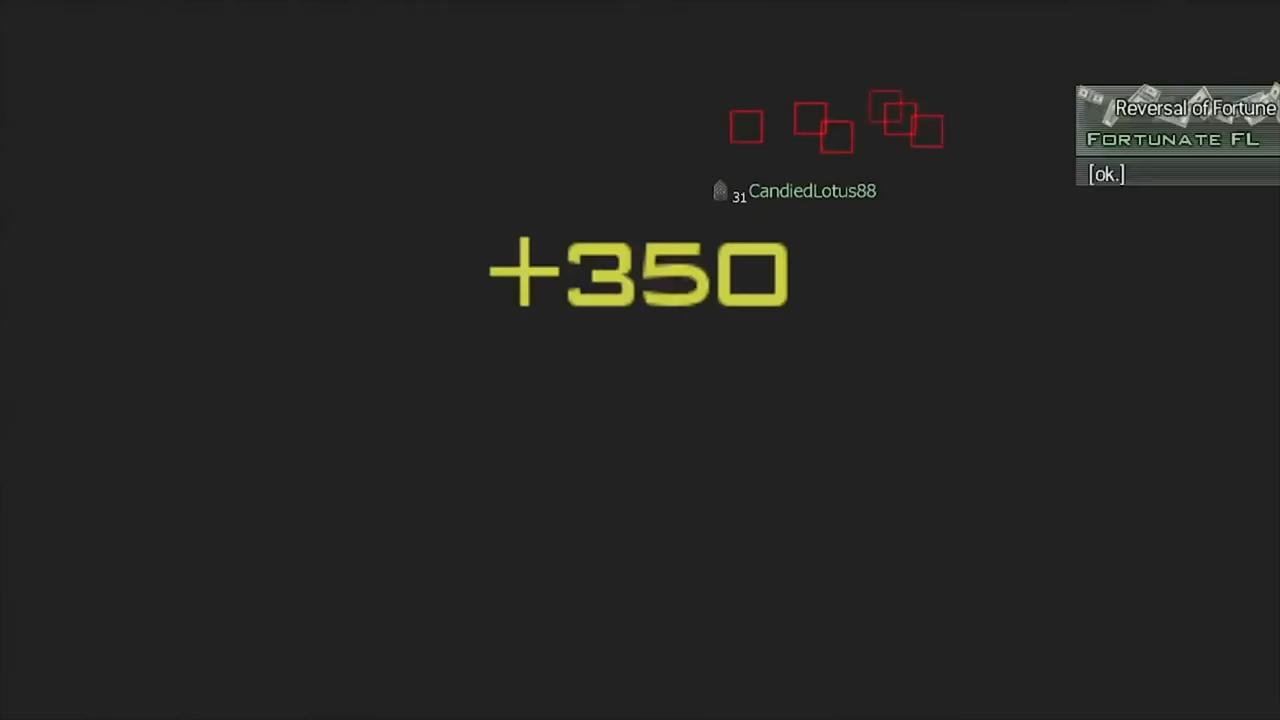 Reversal of Fortune
FORTUNATE FL
[ok.]
31 CandiedLotus88
+350